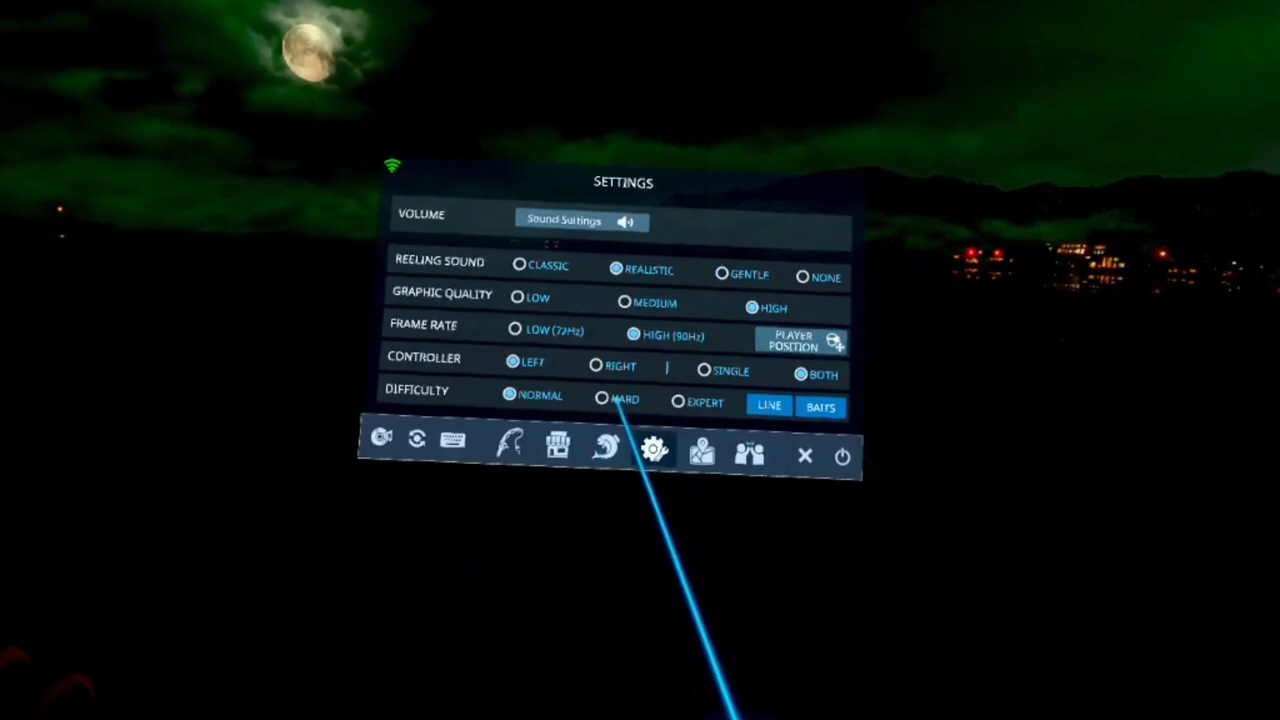 SETTINGS
VOLUME Sound Settings
REELING SOUND CLASSIC REALISTIC GENTLE NONE
GRAPHIC QUALITY LOW MEDIUM HIGH
FRAME RATE LOW (72Hz) HIGH (90Hz) PLAYER POSITION
CONTROLLER LEFT RIGHT | SINGLE BOTH
DIFFICULTY NORMAL HARD EXPERT LINE BAITS